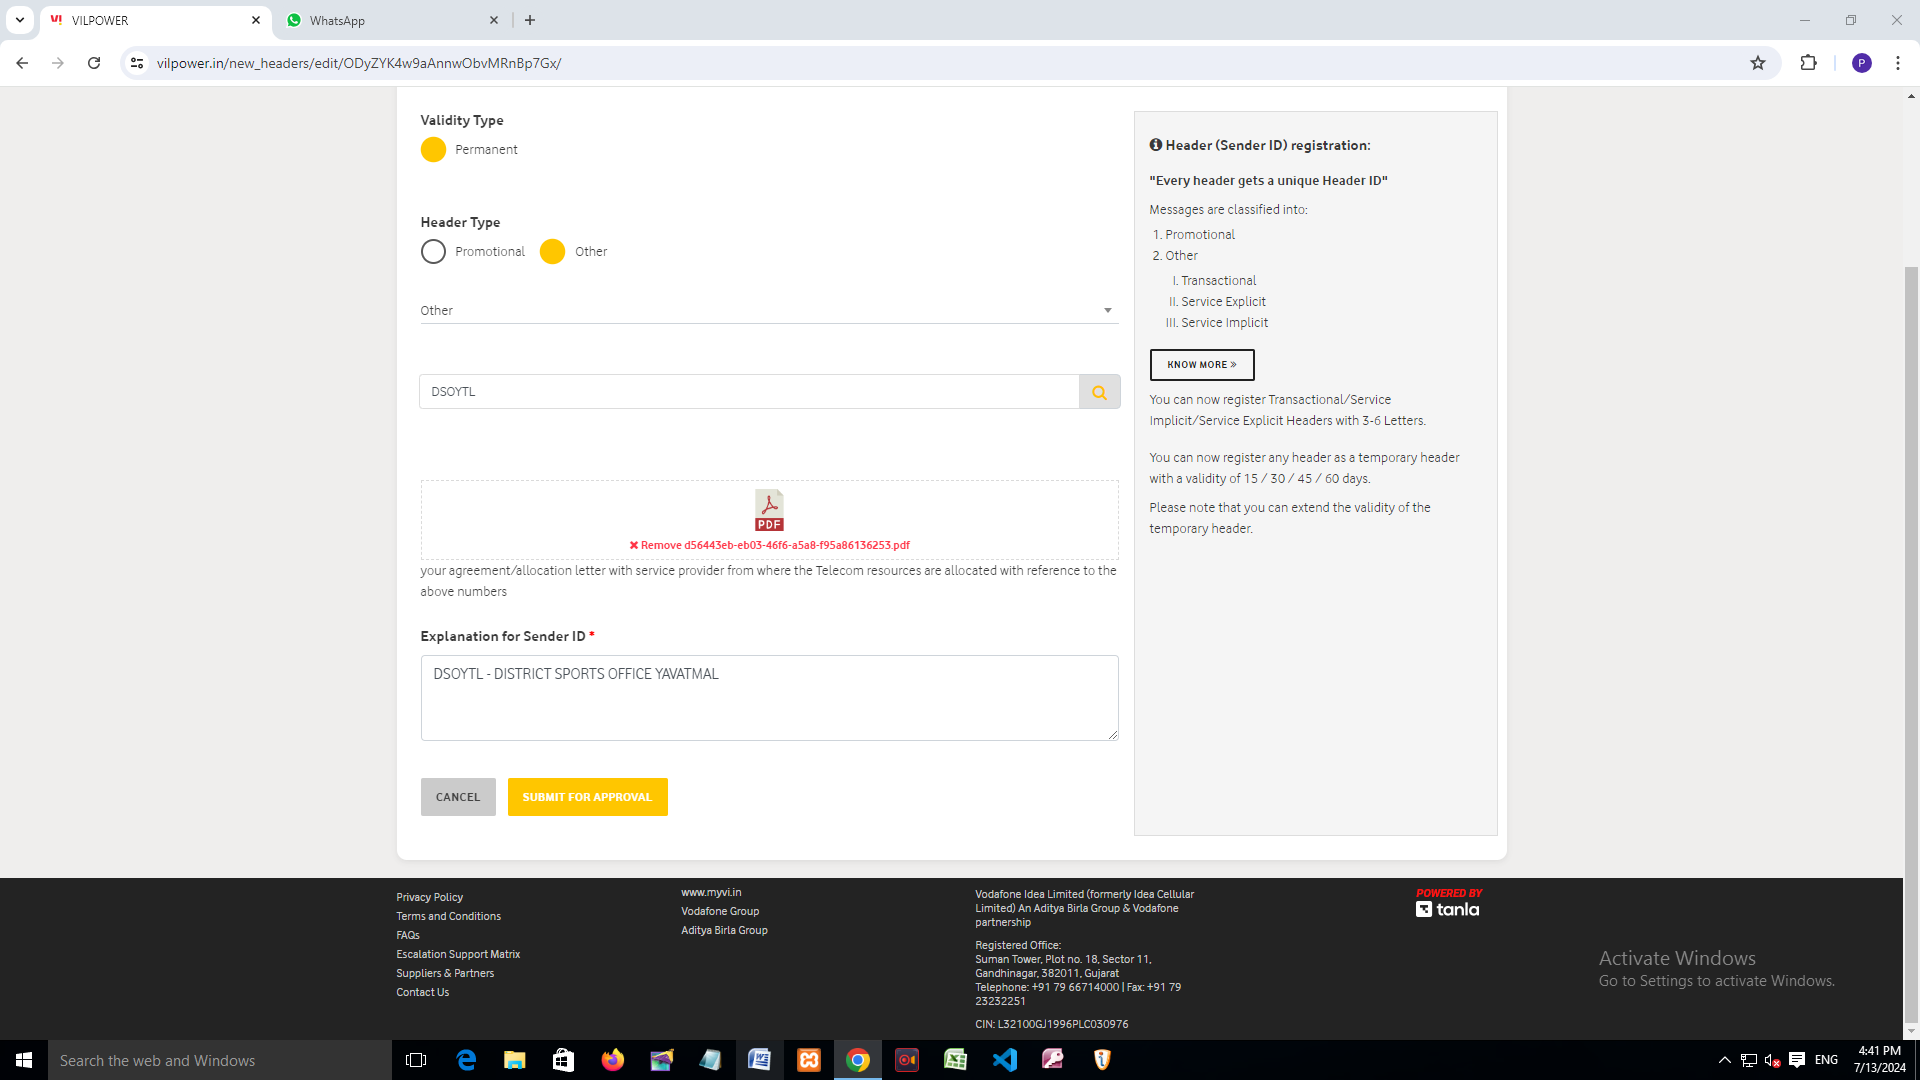 VILPOWER
WhatsApp
vilpower.in/new_headers/edit/ODyZYK4w9aAnnwObvMRnBp7Gx/
P
Validity Type
Permanent
Header Type
Promotional
Other
Other
DSOYTL
PDF
Remove d56443eb-eb03-46f6-a5a8-f95a86136253.pdf
your agreement/allocation letter with service provider from where the Telecom resources are allocated with reference to the
above numbers
Explanation for Sender ID *
DSOYTL - DISTRICT SPORTS OFFICE YAVATMAL
CANCEL
SUBMIT FOR APPROVAL
Header (Sender ID) registration:
"Every header gets a unique Header ID"
Messages are classified into:
1. Promotional
2. Other
I. Transactional
II. Service Explicit
III. Service Implicit
KNOW MORE »
You can now register Transactional/Service
Implicit/Service Explicit Headers with 3-6 Letters.
You can now register any header as a temporary header
with a validity of 15 / 30 / 45 / 60 days.
Please note that you can extend the validity of the
temporary header.
Privacy Policy
Terms and Conditions
FAQs
Escalation Support Matrix
Suppliers & Partners
Contact Us
www.myvi.in
Vodafone Group
Aditya Birla Group
Vodafone Idea Limited (formerly Idea Cellular
Limited) An Aditya Birla Group & Vodafone
partnership
Registered Office:
Suman Tower, Plot no. 18, Sector 11,
Gandhinagar, 382011, Gujarat
Telephone: +91 79 66714000 | Fax: +91 79
23232251
CIN: L32100GJ1996PLC030976
POWERED BY
tanla
Activate Windows
Go to Settings to activate Windows.
Search the web and Windows
ENG
4:41 PM
7/13/2024